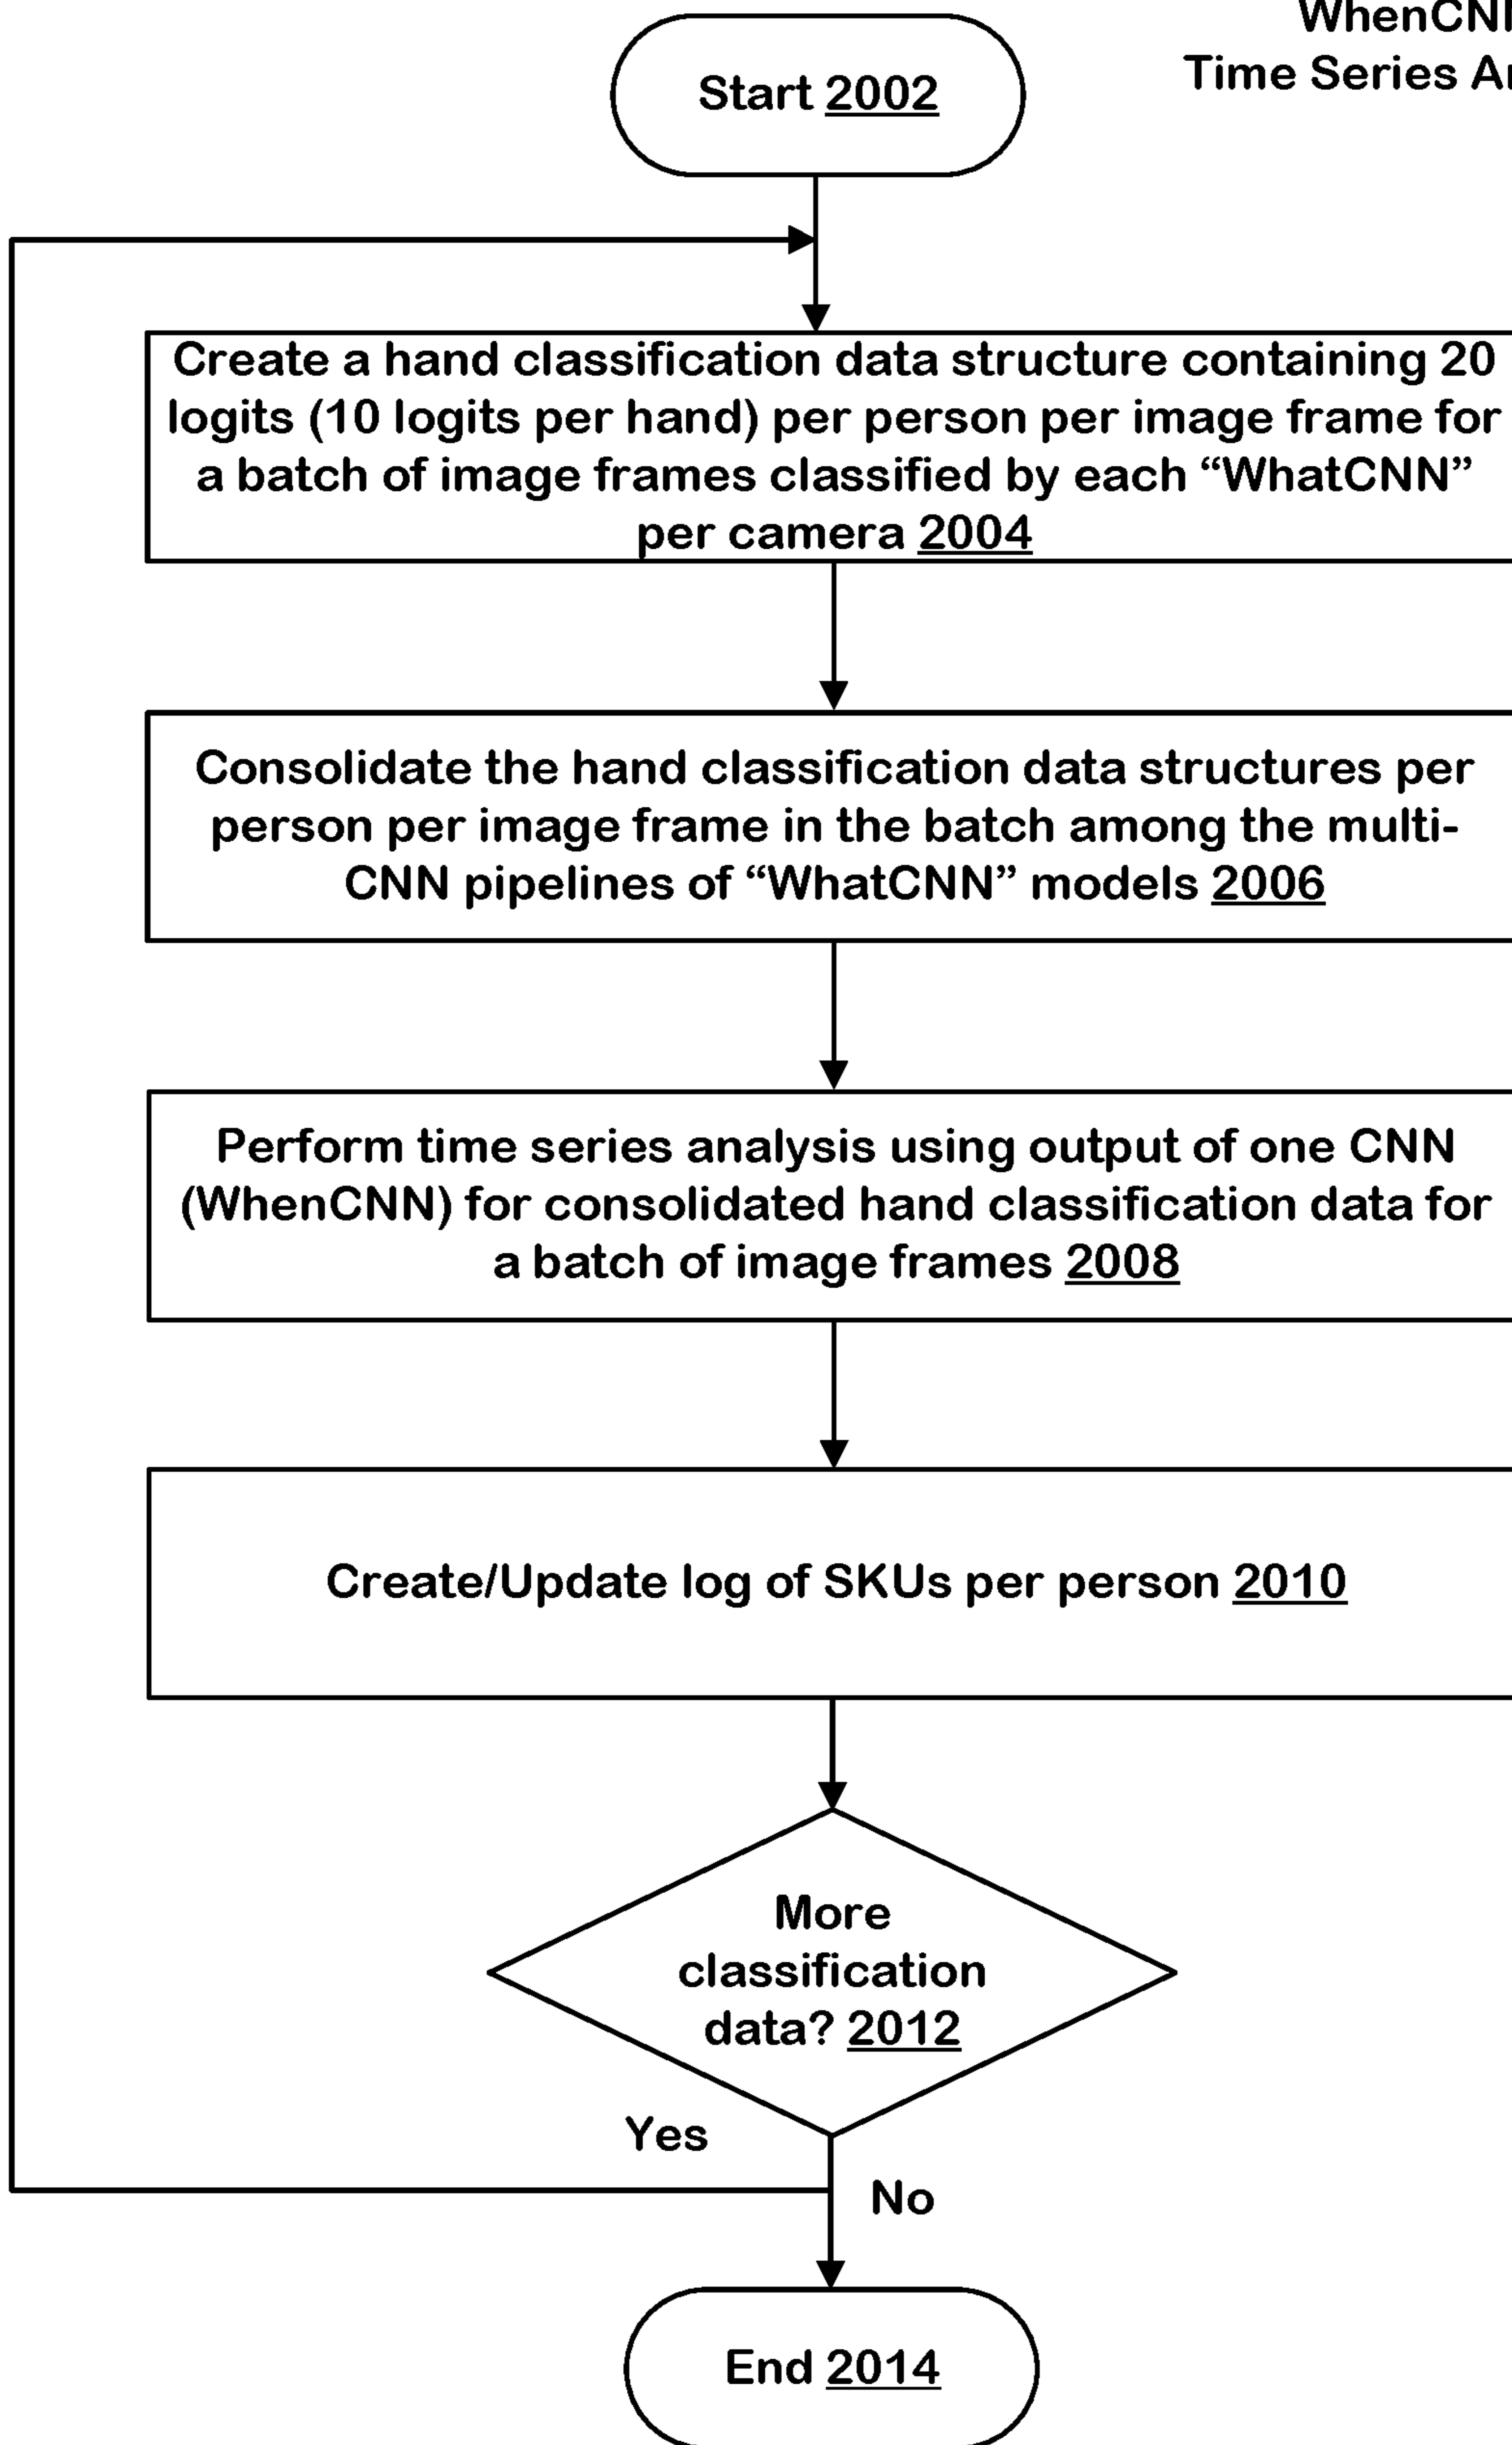 WhenCNN
Time Series
Start 2002
Create a hand classification data structure containing 20
logits (10 logits per hand) per person per image frame for
a batch of image frames classified by each “WhatCNN”
per camera 2004
Consolidate the hand classification data structures per
person per image frame in the batch among the multi-
CNN pipelines of “WhatCNN” models 2006
Perform time series analysis using output of one CNN
(WhenCNN) for consolidated hand classification data for
a batch of image frames 2008
Create/Update log of SKUs per person 2010
More
classification
data? 2012
Yes
No
End 2014